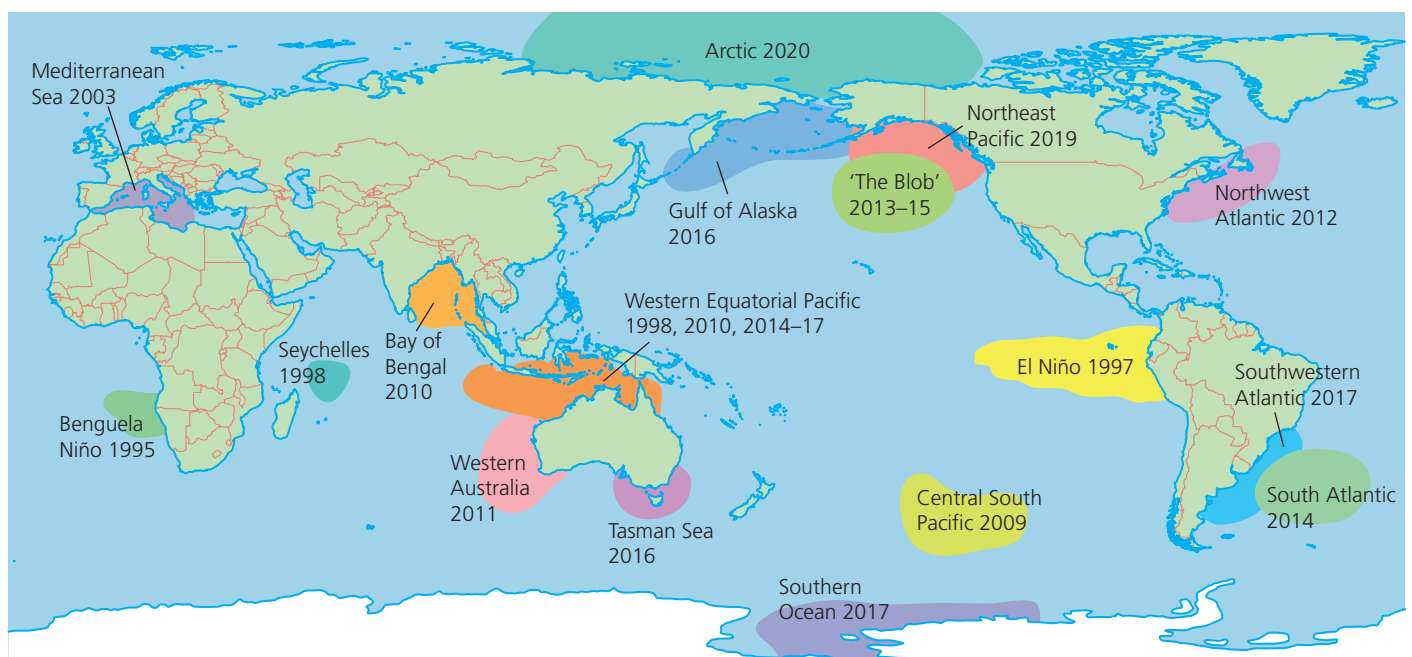 Arctic 2020
Mediterranean
Sea 2003
Northeast
Pacific 2019
'The Blob'
2013–15
Gulf of Alaska
2016
Northwest
Atlantic 2012
Western Equatorial Pacific
1998, 2010, 2014–17
Bay of
Bengal
2010
Seychelles
1998
El Niño 1997
Southwestern
Atlantic 2017
Benguela
Niño 1995
Western
Australia
2011
Tasman Sea
2016
Central South
Pacific 2009
South Atlantic
2014
Southern
Ocean 2017